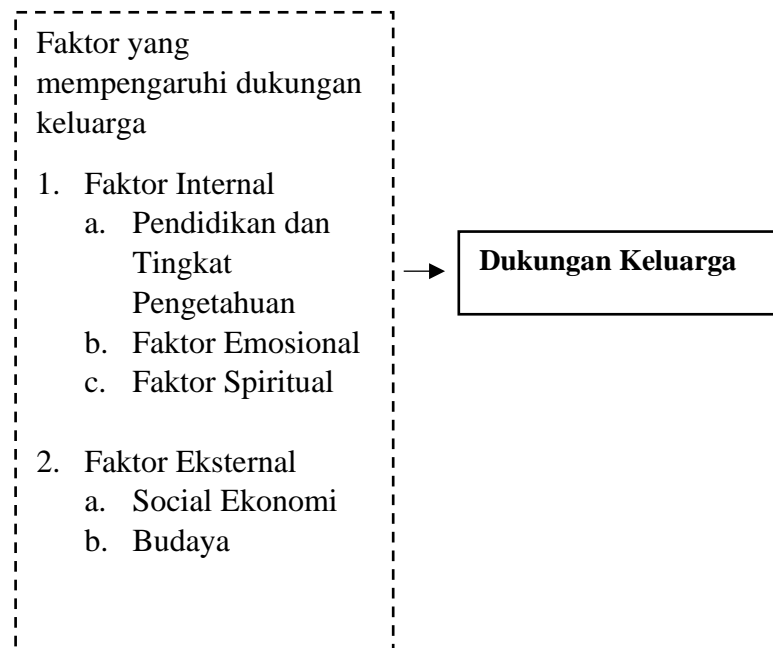 Faktor yang
mempengaruhi dukungan
keluarga
1. Faktor Internal
a. Pendidikan dan
Tingkat
Pengetahuan
b. Faktor Emosional
c. Faktor Spiritual
Dukungan Keluarga
2. Faktor Eksternal
a. Social Ekonomi
b. Budaya